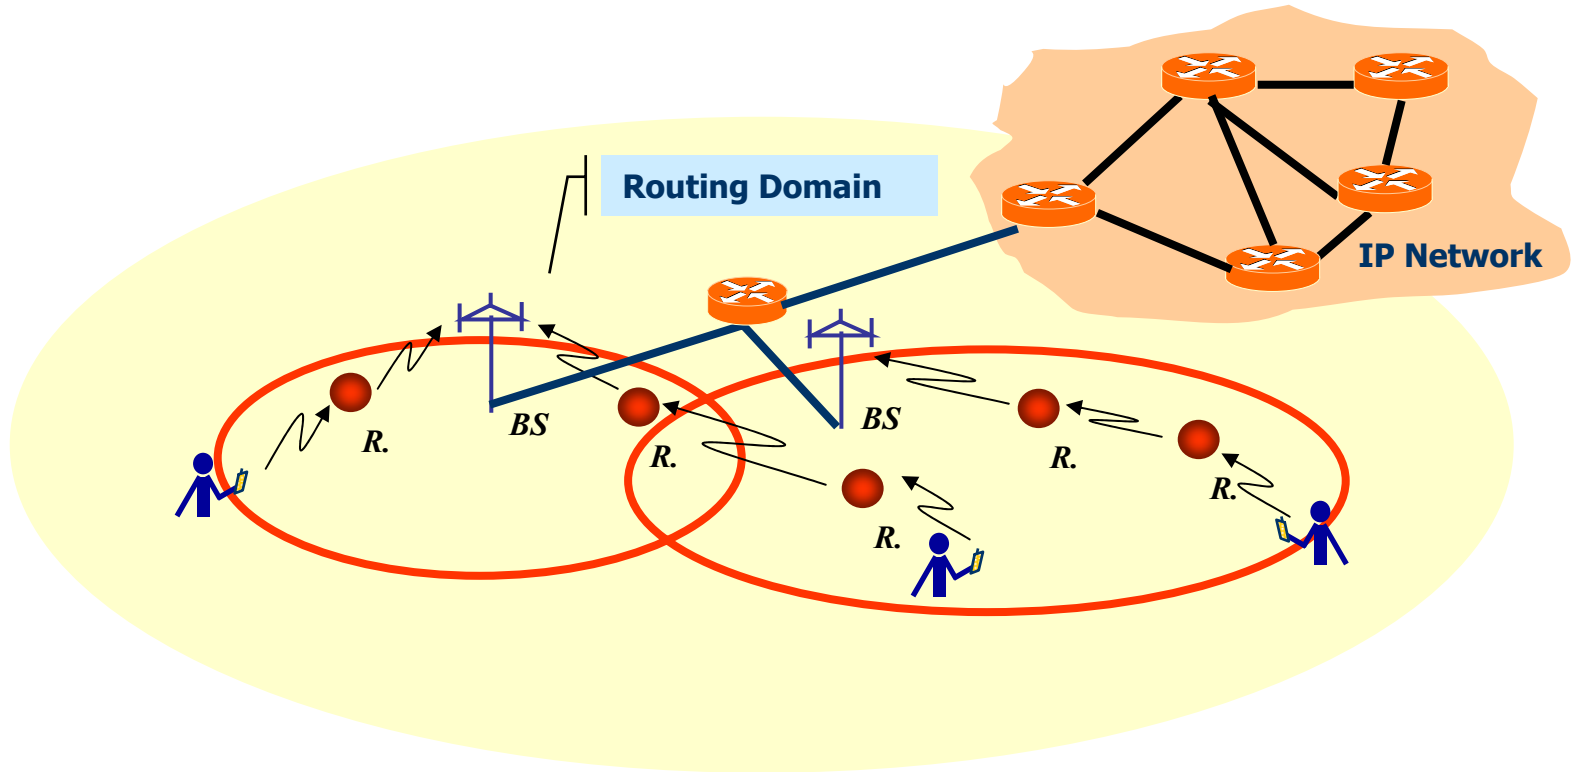 Routing Domain
IP Network
BS
BS
R.
R.
R.
R.
R.